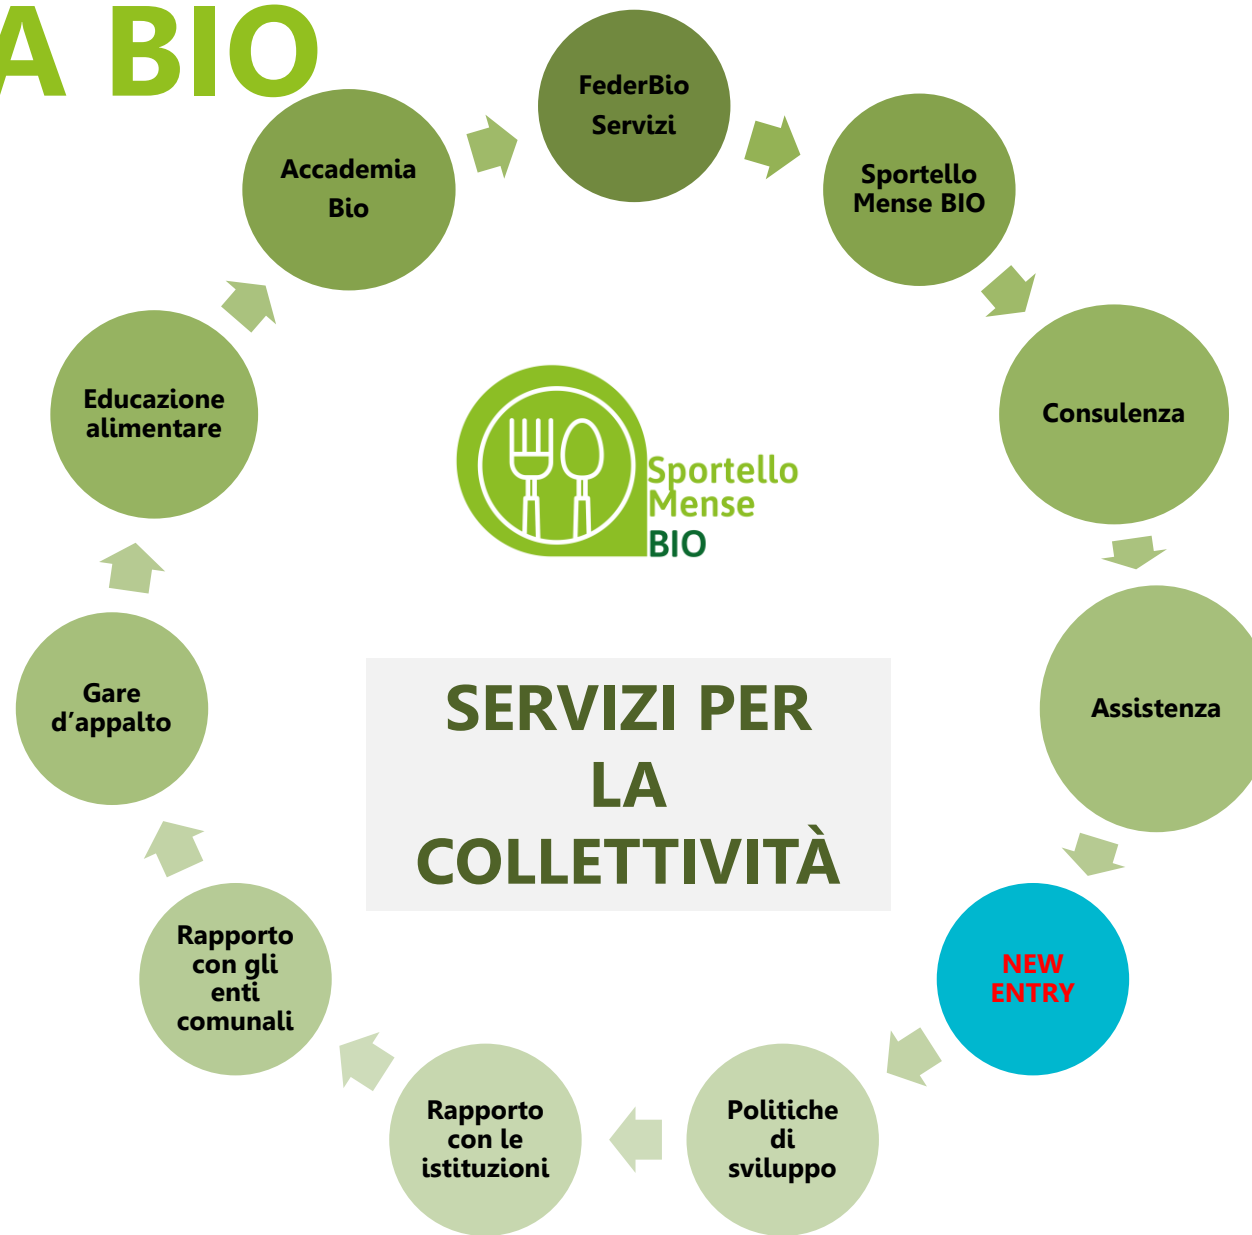 A BIO
FederBio
Servizi
Sportello
Mense BIO
Consulenza
Assistenza
NEW
ENTRY
Politiche
di
sviluppo
Rapporto
con le
istituzioni
Rapporto
con gli
enti
comunali
Gare
d’appalto
Educazione
alimentare
Accademia
Bio
Sportello
Mense
BIO
SERVIZI PER
LA
COLLETTIVITÀ